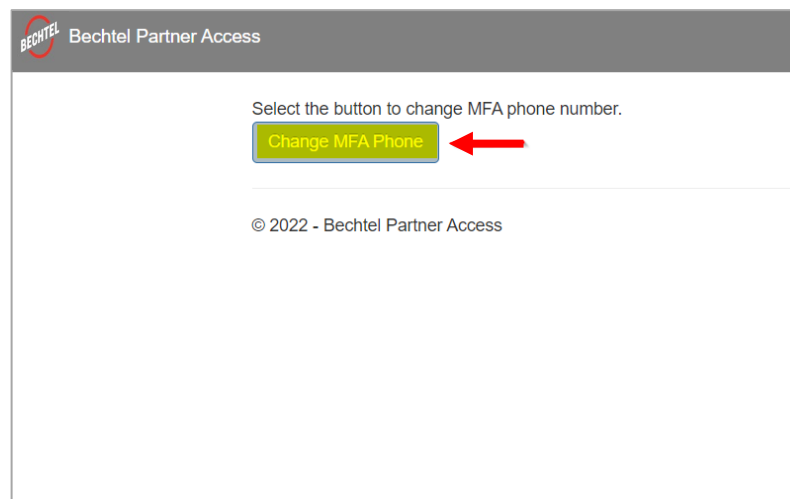 BECHTEL Bechtel Partner Access
Select the button to change MFA phone number.
Change MFA Phone
© 2022 - Bechtel Partner Access